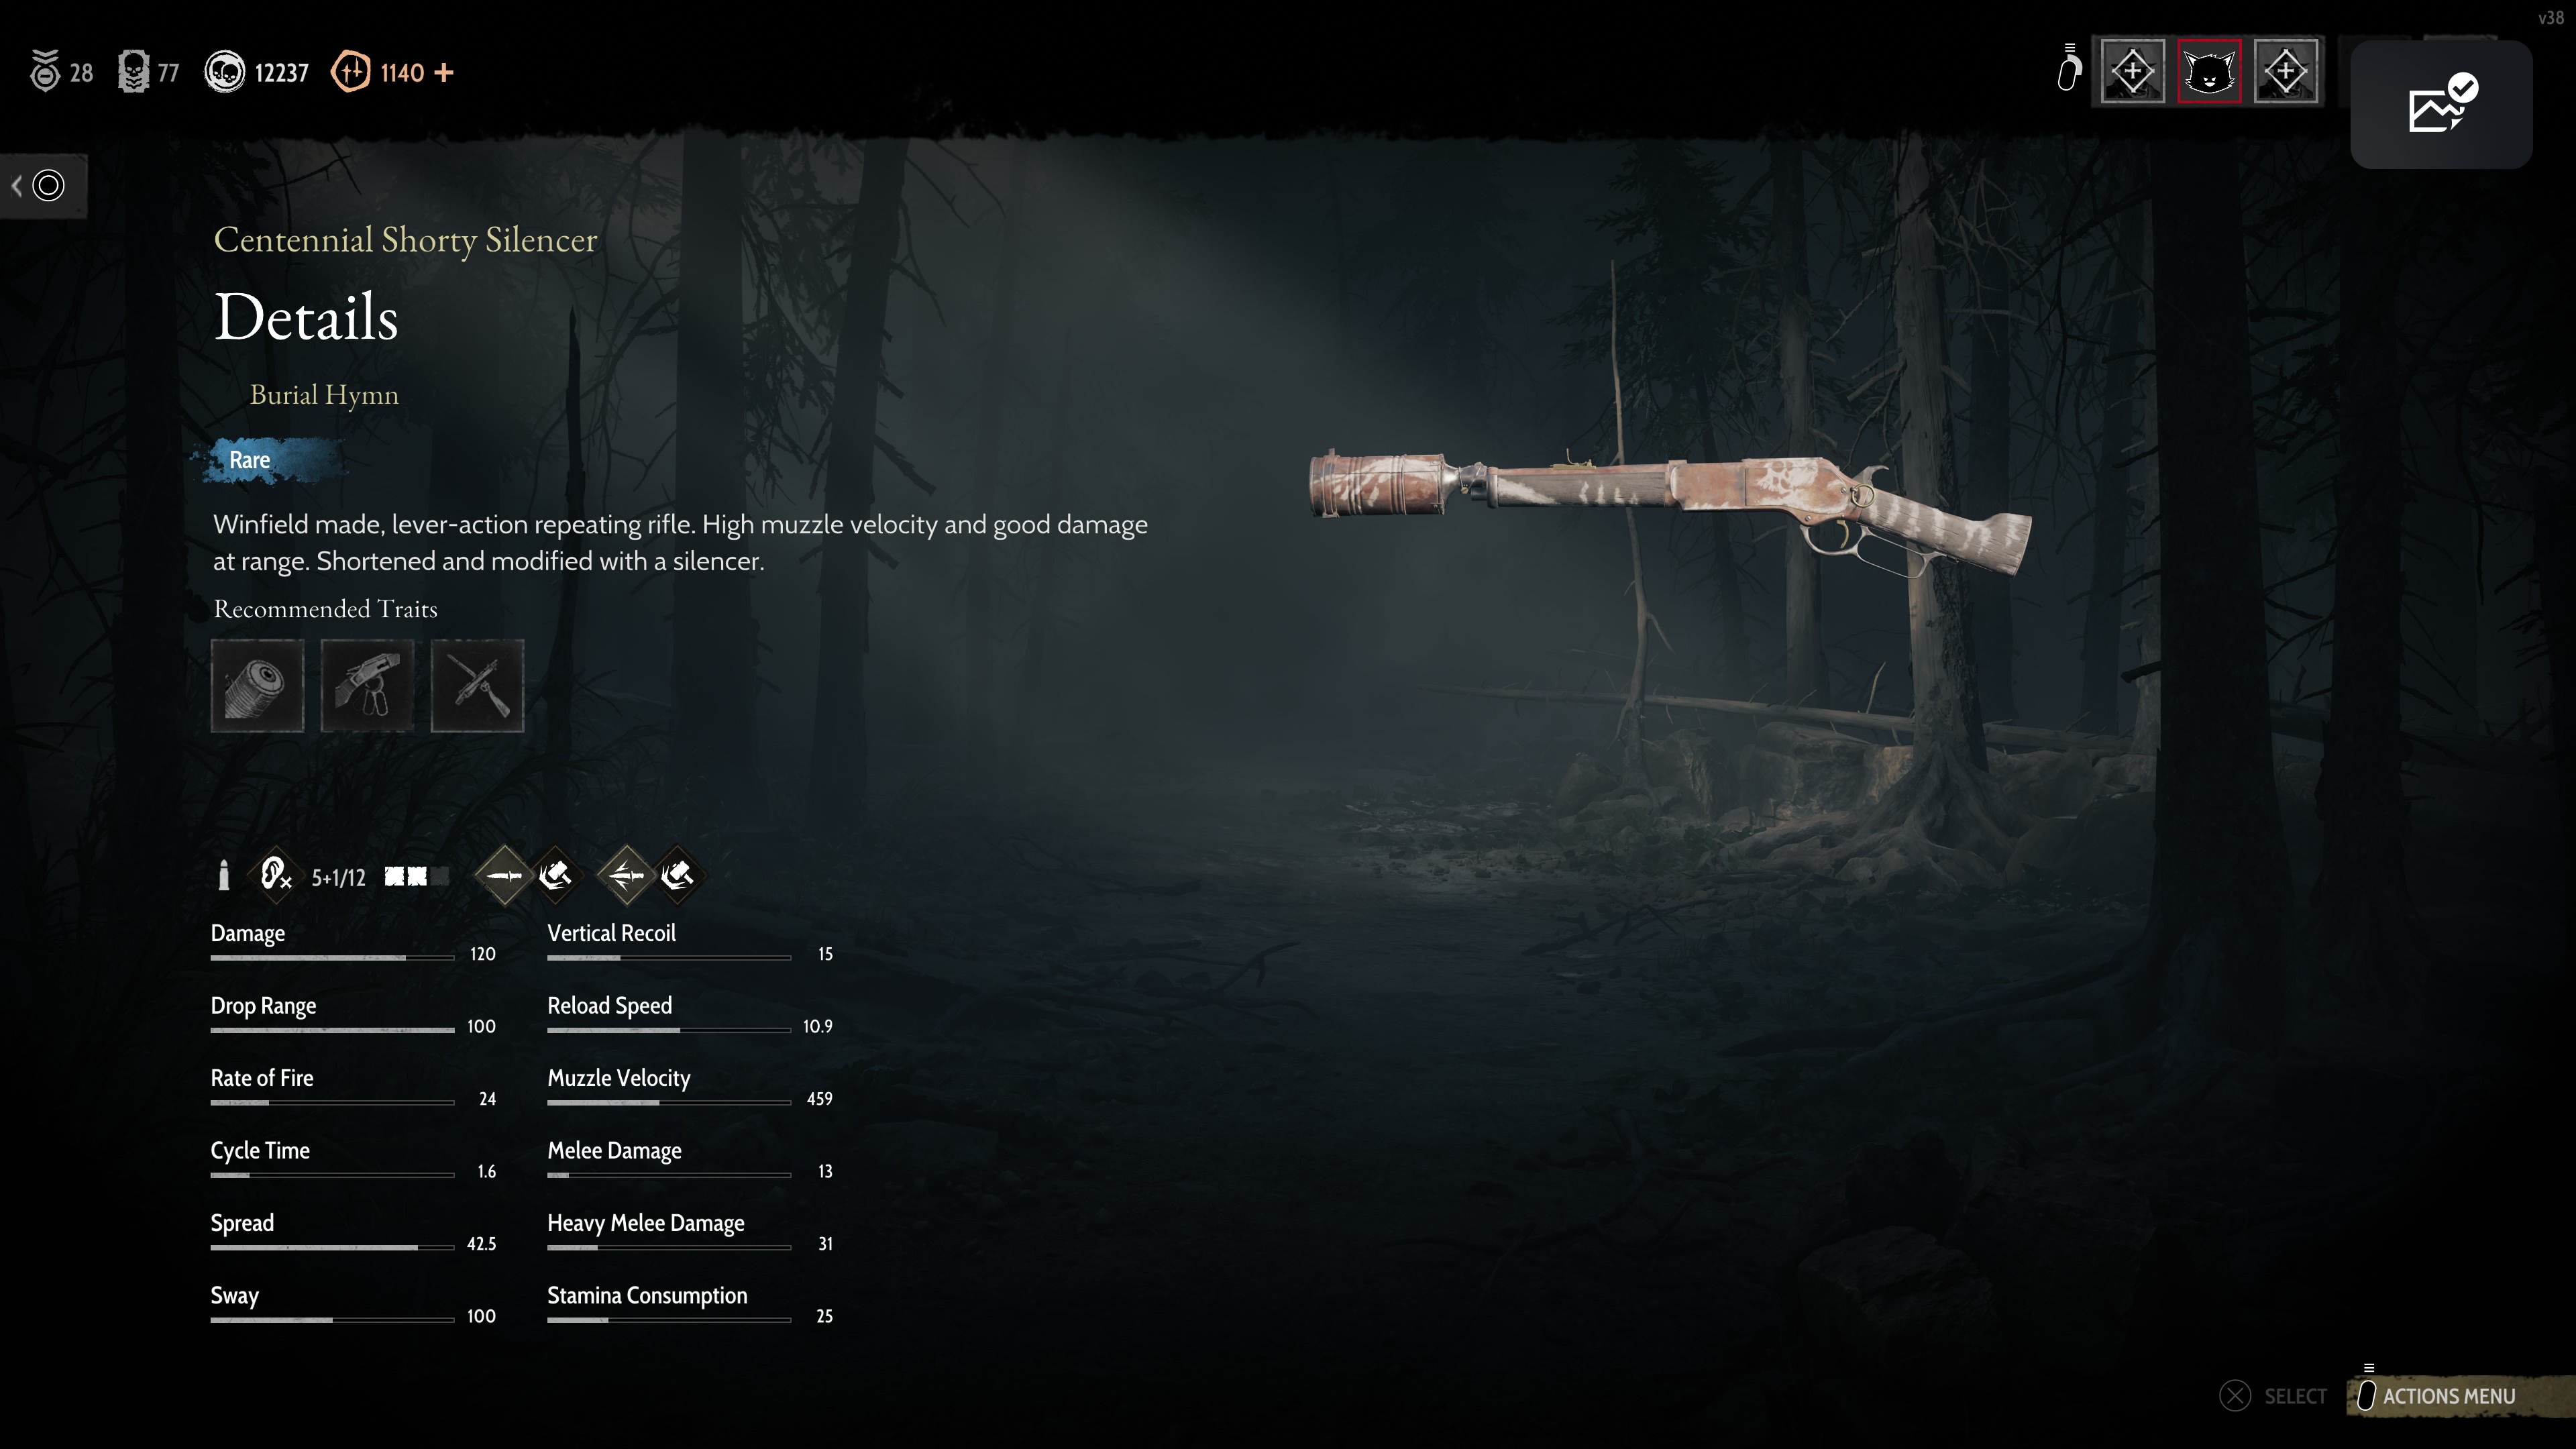 v38
28
77
12237
1140 +
Centennial Shorty Silencer
Details
Burial Hymn
Rare
Winfield made, lever-action repeating rifle. High muzzle velocity and good damage
at range. Shortened and modified with a silencer.
Recommended Traits
5+1/12
Damage 120
Vertical Recoil 15
Drop Range 100
Reload Speed 10.9
Rate of Fire 24
Muzzle Velocity 459
Cycle Time 1.6
Melee Damage 13
Spread 42.5
Heavy Melee Damage 31
Sway 100
Stamina Consumption 25
SELECT
ACTIONS MENU